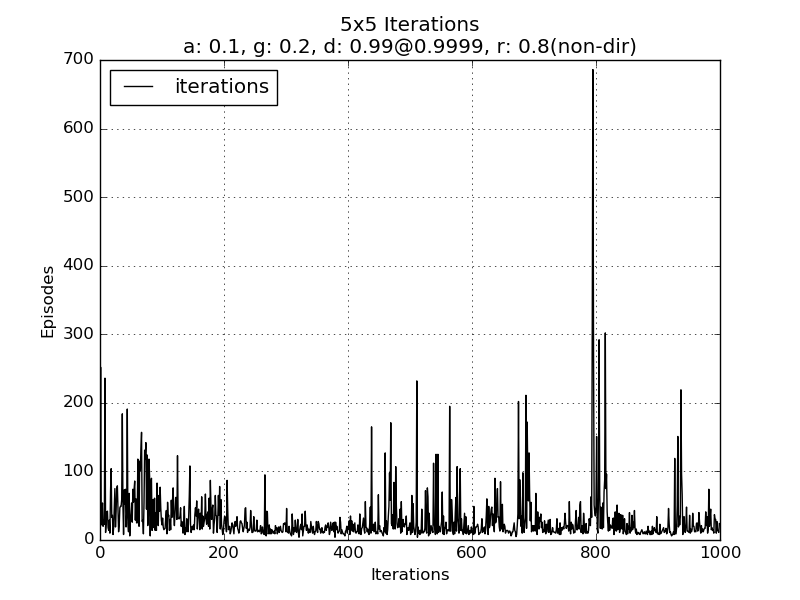 5x5 Iterations
a: 0.1, g: 0.2, d: 0.99@0.9999, r: 0.8(non-dir)
iterations
700
600
500
400
300
200
100
0
Episodes
0 200 400 600 800 1000
Iterations